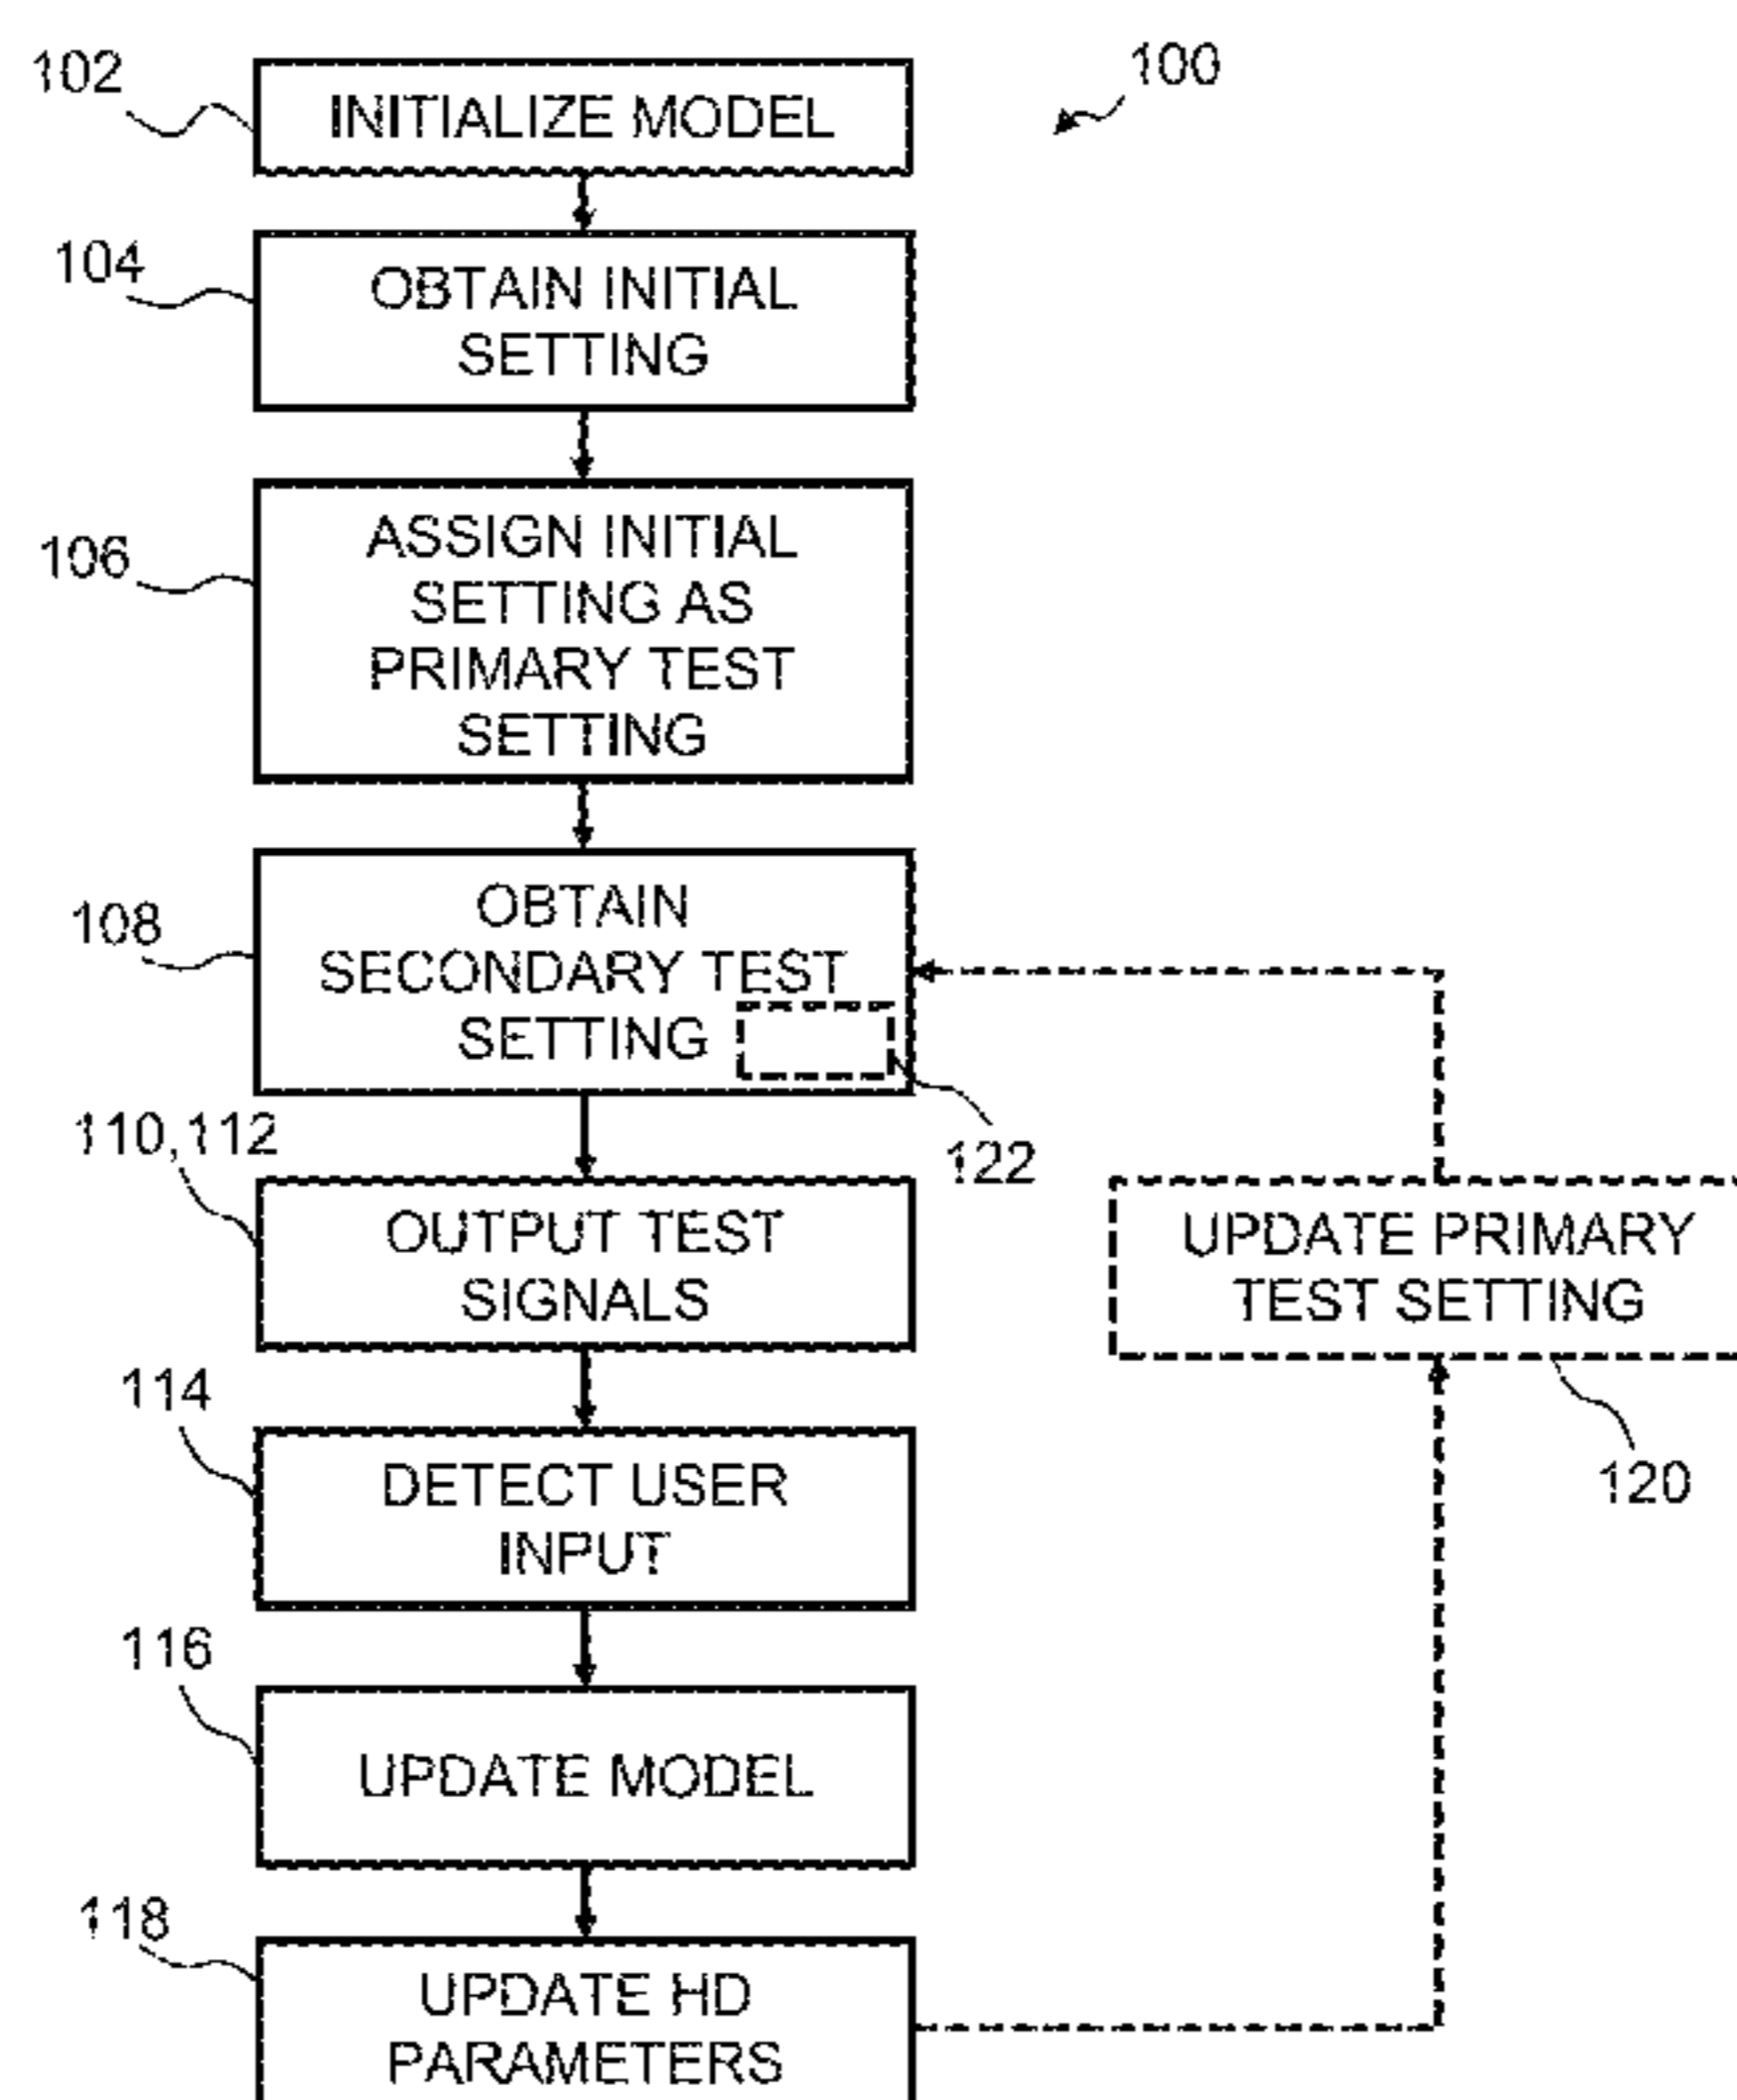 102
100
INITIALIZE MODEL
104
OBTAIN INITIAL
SETTING
106
ASSIGN INITIAL
SETTING AS
PRIMARY TEST
SETTING
108
OBTAIN
SECONDARY TEST
SETTING
122
110,112
OUTPUT TEST
SIGNALS
UPDATE PRIMARY
TEST SETTING
120
114
DETECT USER
INPUT
116
UPDATE MODEL
118
UPDATE HD
PARAMETERS